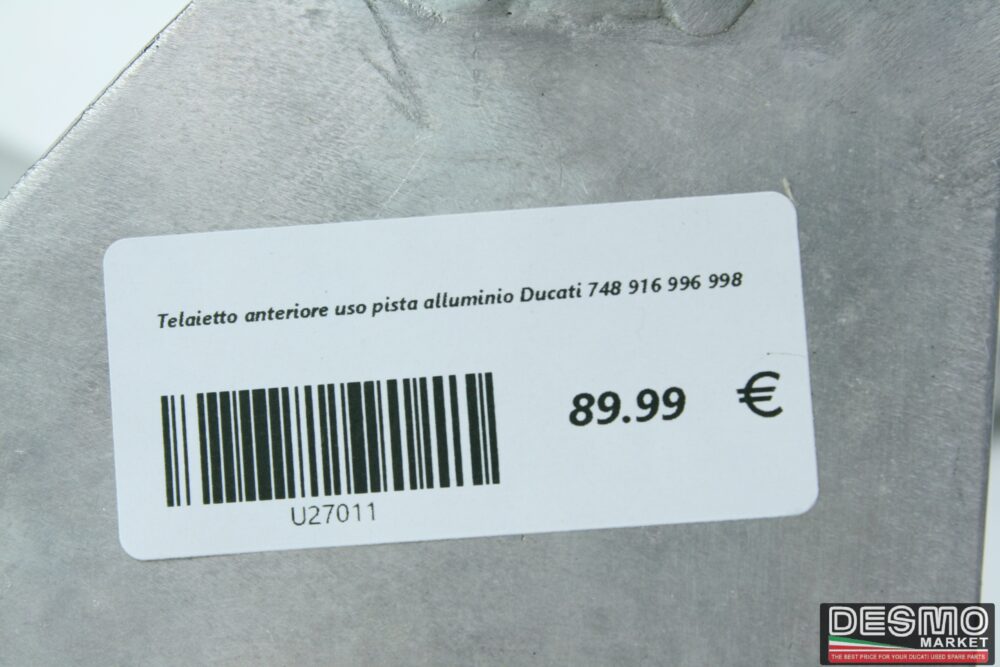 Telaietto anteriore uso pista alluminio Ducati 748 916 996 998
89.99 €
U27011
DESMO
MARKET
THE BEST PRICE FOR YOUR DUCATI USED SPARE PARTS